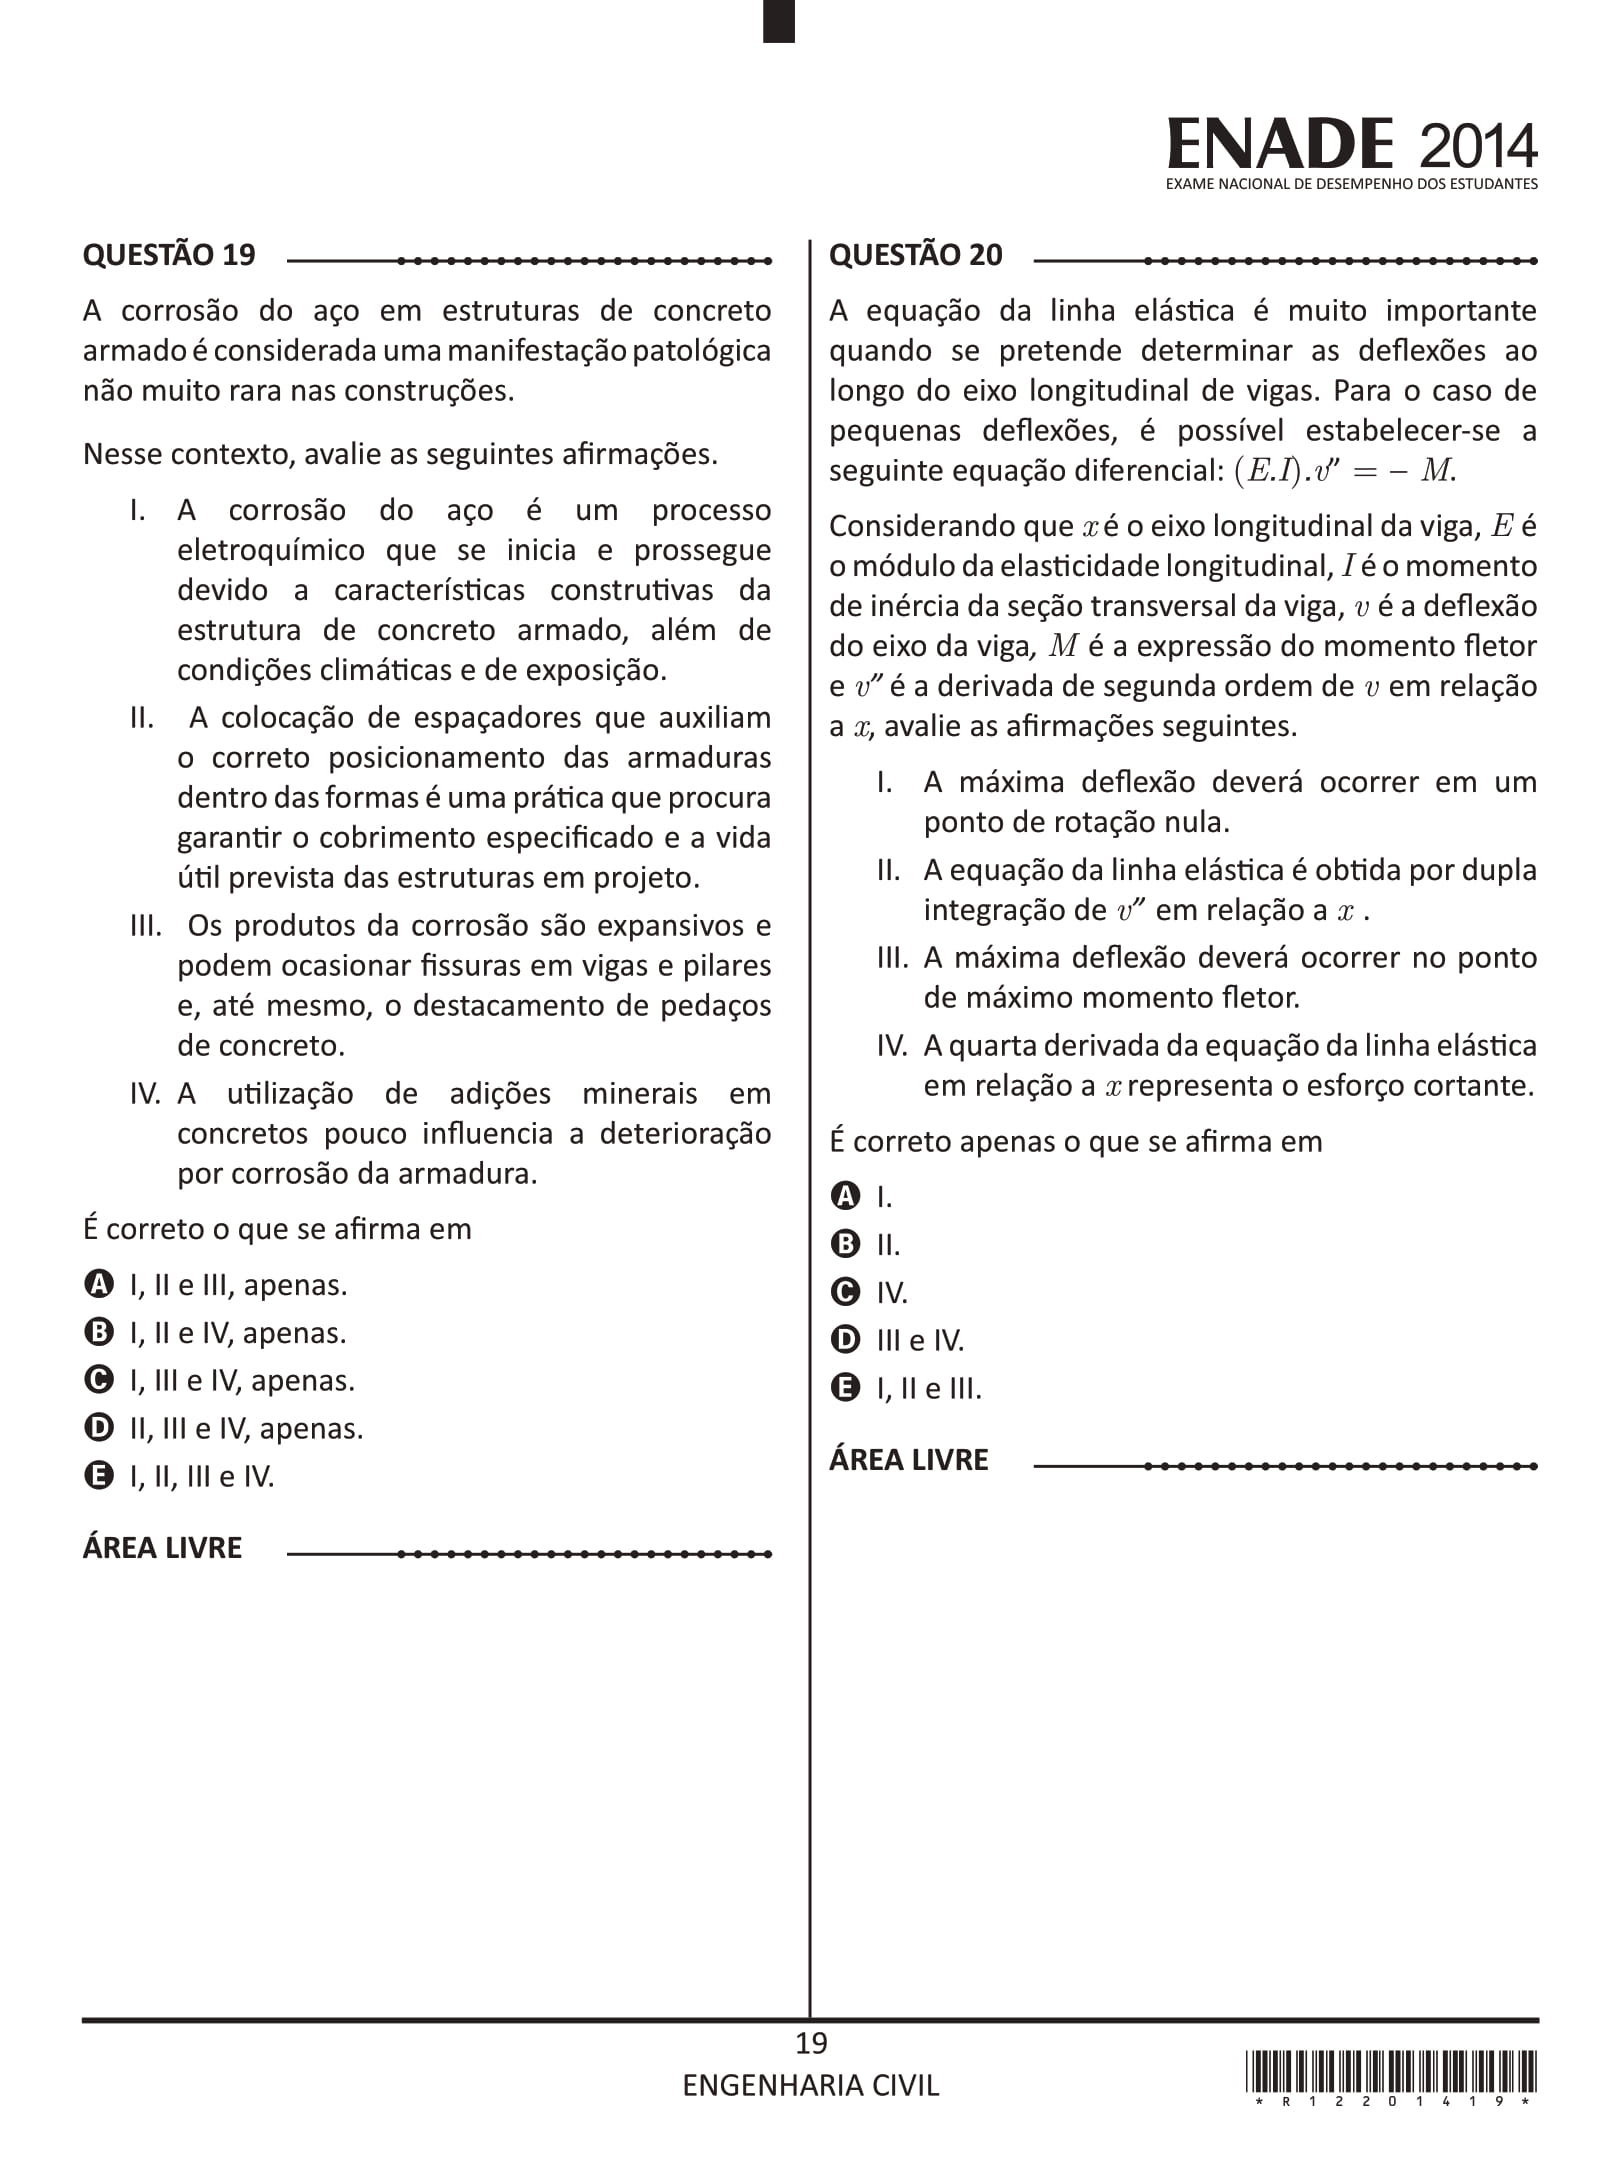 ENADE 2014
EXAME NACIONAL DE DESEMPENHO DOS ESTUDANTES
QUESTÃO 19
A corrosão do aço em estruturas de concreto
armado é considerada uma manifestação patológica
não muito rara nas construções.
Nesse contexto, avalie as seguintes afirmações.
I. A corrosão do aço é um processo
eletroquímico que se inicia e prossegue
devido a características construtivas da
estrutura de concreto armado, além de
condições climáticas e de exposição.
II. A colocação de espaçadores que auxiliam
o correto posicionamento das armaduras
dentro das formas é uma prática que procura
garantir o cobrimento especificado e a vida
útil prevista das estruturas em projeto.
III. Os produtos da corrosão são expansivos e
podem ocasionar fissuras em vigas e pilares
e, até mesmo, o destacamento de pedaços
de concreto.
IV. A utilização de adições minerais em
concretos pouco influencia a deterioração
por corrosão da armadura.
É correto o que se afirma em
A I, II e III, apenas.
B I, II e IV, apenas.
C I, III e IV, apenas.
D II, III e IV, apenas.
E I, II, III e IV.
ÁREA LIVRE
QUESTÃO 20
A equação da linha elástica é muito importante
quando se pretende determinar as deflexões ao
longo do eixo longitudinal de vigas. Para o caso de
pequenas deflexões, é possível estabelecer-se a
seguinte equação diferencial: (E.I).v″ = − M.
Considerando que x é o eixo longitudinal da viga, E é
o módulo da elasticidade longitudinal, I é o momento
de inércia da seção transversal da viga, v é a deflexão
do eixo da viga, M é a expressão do momento fletor
e v″ é a derivada de segunda ordem de v em relação
a x, avalie as afirmações seguintes.
I. A máxima deflexão deverá ocorrer em um
ponto de rotação nula.
II. A equação da linha elástica é obtida por dupla
integração de v″ em relação a x .
III. A máxima deflexão deverá ocorrer no ponto
de máximo momento fletor.
IV. A quarta derivada da equação da linha elástica
em relação a x representa o esforço cortante.
É correto apenas o que se afirma em
A I.
B II.
C IV.
D III e IV.
E I, II e III.
ÁREA LIVRE
19
ENGENHARIA CIVIL
*R12201419*